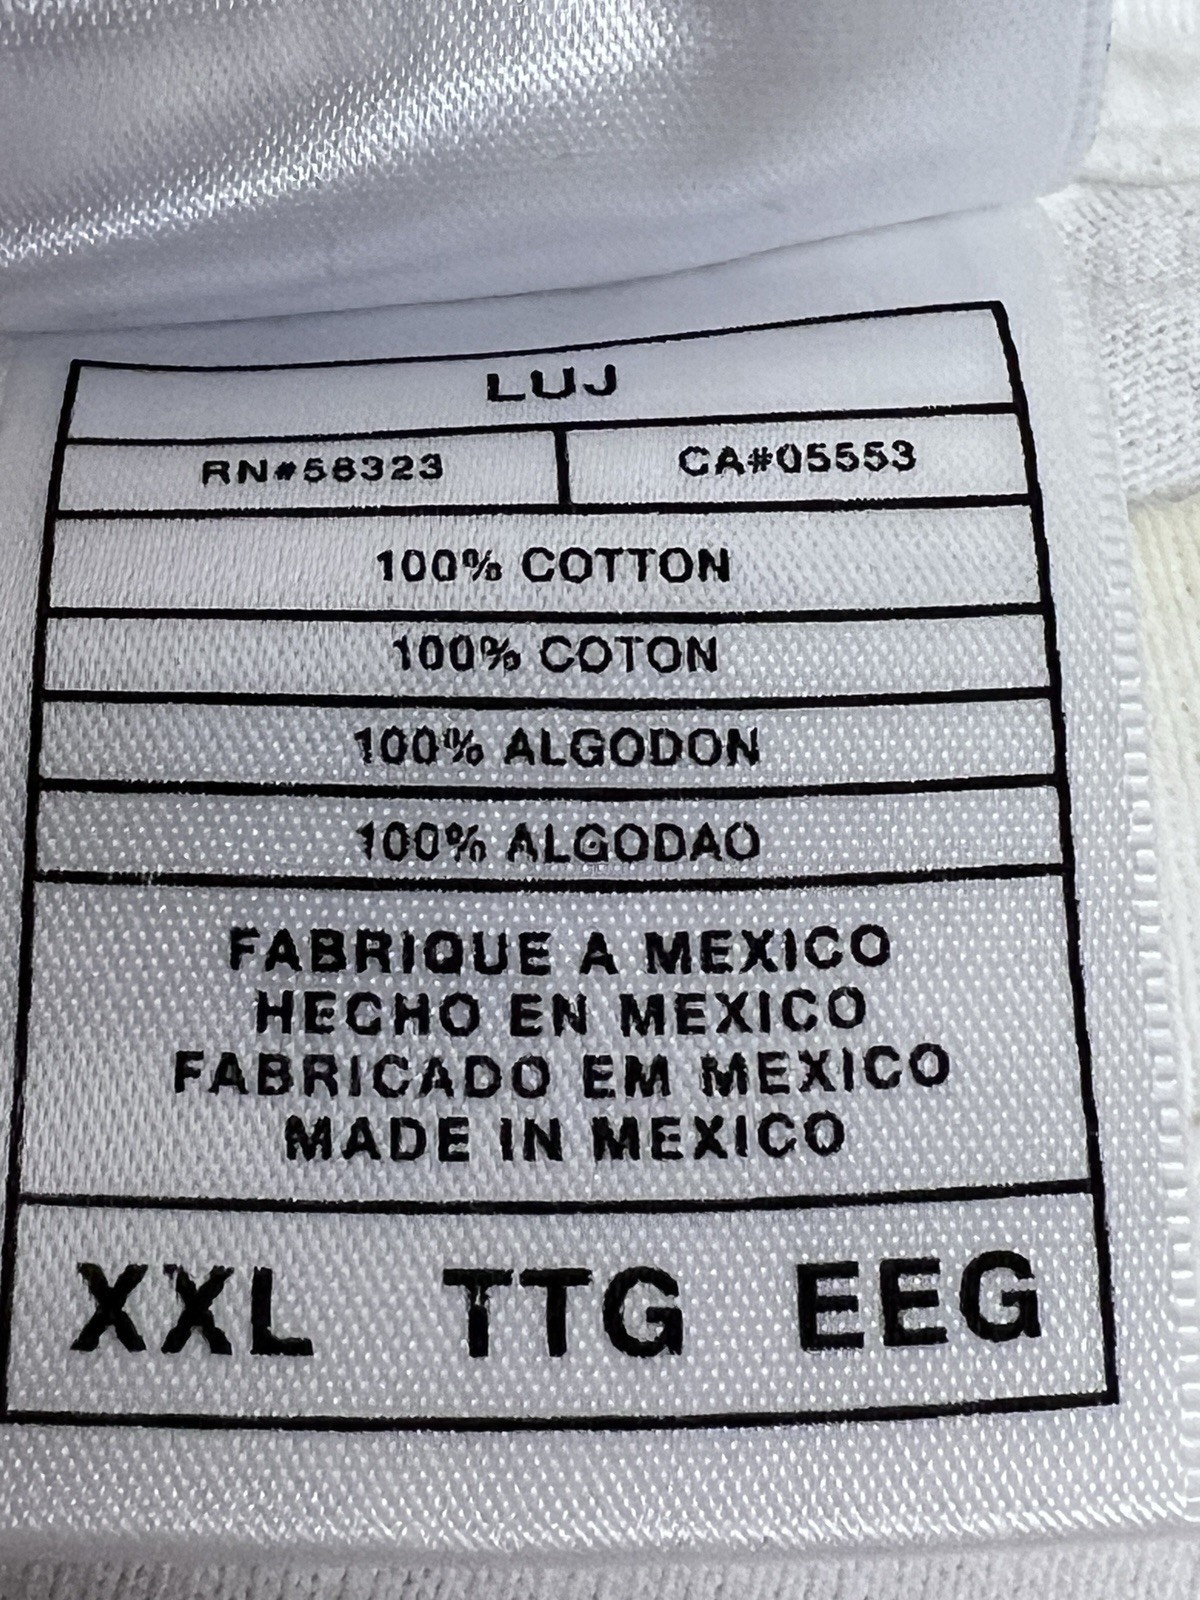 LUJ
RN#56323 CA#05553
100% COTTON
100% COTON
100% ALGODON
100% ALGODAO
FABRIQUE A MEXICO
HECHO EN MEXICO
FABRICADO EM MEXICO
MADE IN MEXICO
XXL TTG EEG